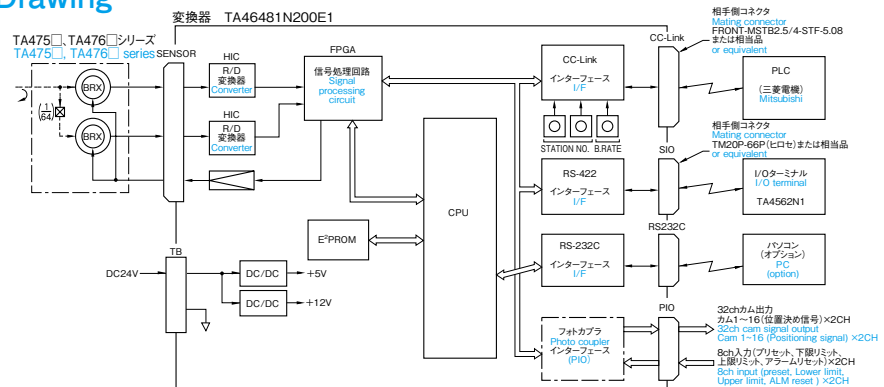 Drawing
変換器 TA46481N200E1
TA475□、TA476□シリーズ
TA475□, TA476□ series
SENSOR
BRX
(1/64)
BRX
HIC
R/D
変換器
Converter
HIC
R/D
変換器
Converter
FPGA
信号処理回路
Signal
processing
circuit
E²PROM
CPU
TB
DC24V
DC/DC
+5V
DC/DC
+12V
CC-Link
インターフェース
I/F
STATION NO.
B.RATE
RS-422
インターフェース
I/F
RS-232C
インターフェース
I/F
フォトカプラ
Photo coupler
インターフェース
(PIO)
CC-Link
SIO
RS232C
PIO
相手側コネクタ
Mating connector
FRONT-MSTB2.5/4-STF-5.08
または相当品
or equivalent
PLC
(三菱電機)
Mitsubishi
相手側コネクタ
Mating connector
TM20P-66P(ヒロセ)または相当品
or equivalent
I/Oターミナル
I/O terminal
TA4562N1
パソコン
(オプション)
PC
(option)
32chカム出力
カム1〜16(位置決め信号)×2CH
32ch cam signal output
Cam 1~16 (Positioning signal) ×2CH
8ch入力(プリセット、下限リミット、
上限リミット、アラームリセット)×2CH
8ch input (preset, Lower limit,
Upper limit, ALM reset ) ×2CH